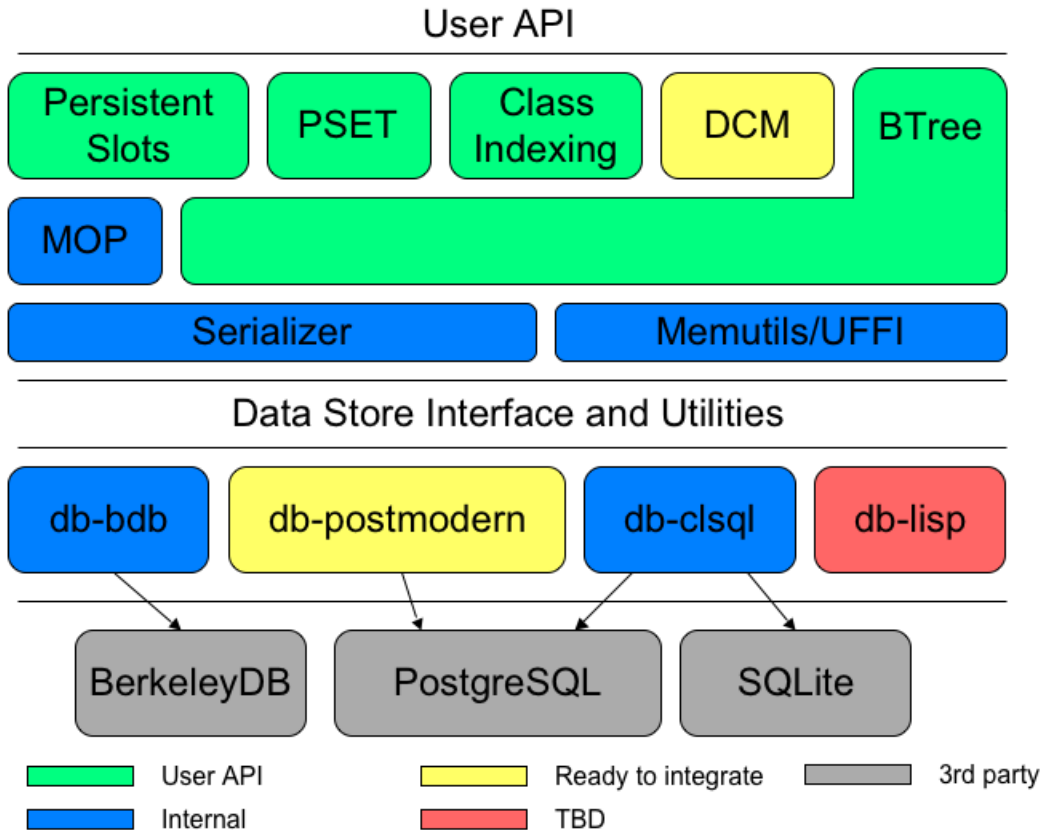 User API
Persistent
Slots
PSET
Class
Indexing
DCM
BTree
MOP
Serializer
Memutils/UFFI
Data Store Interface and Utilities
db-bdb
db-postmodern
db-clsql
db-lisp
BerkeleyDB
PostgreSQL
SQLite
User API
Ready to integrate
3rd party
Internal
TBD